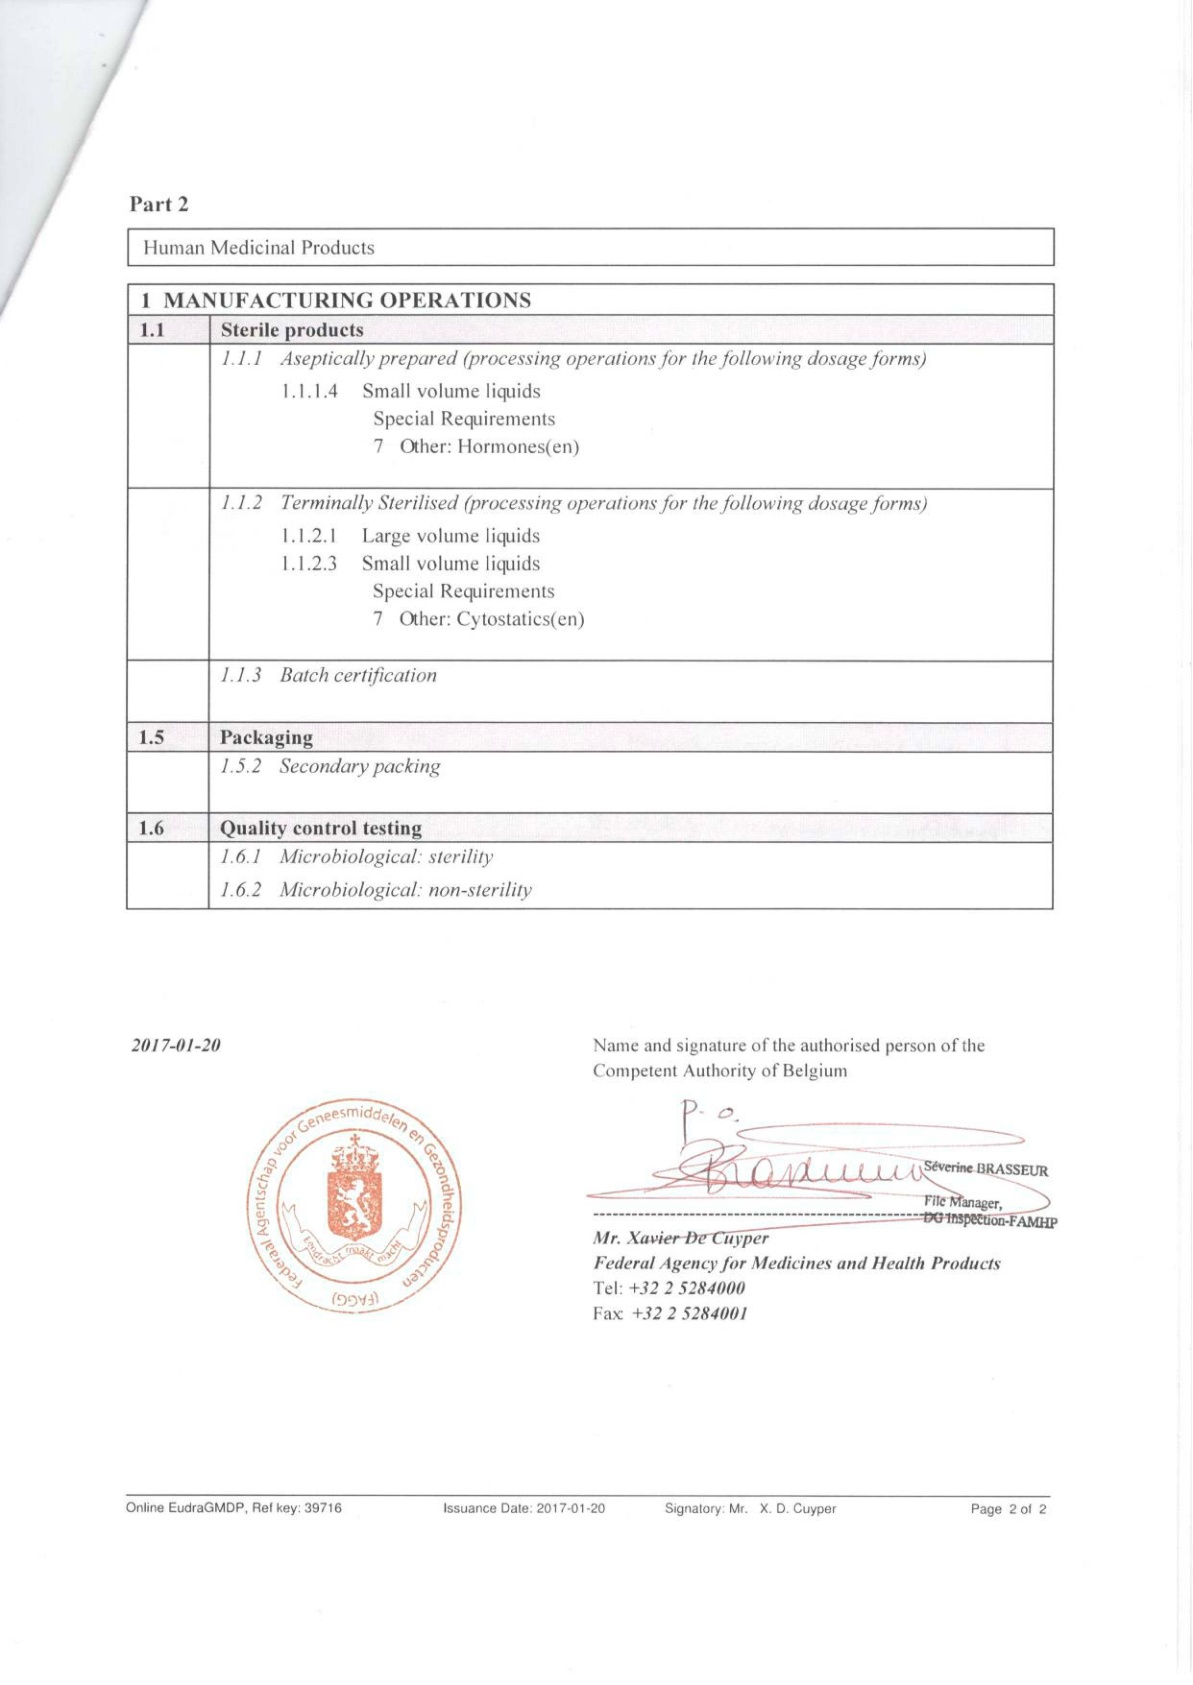 Part 2
Human Medicinal Products
1 MANUFACTURING OPERATIONS
1.1 Sterile products
1.1.1 Aseptically prepared (processing operations for the following dosage forms)
1.1.1.4 Small volume liquids
Special Requirements
7 Other: Hormones(en)
1.1.2 Terminally Sterilised (processing operations for the following dosage forms)
1.1.2.1 Large volume liquids
1.1.2.3 Small volume liquids
Special Requirements
7 Other: Cytostatics(en)
1.1.3 Batch certification
1.5 Packaging
1.5.2 Secondary packing
1.6 Quality control testing
1.6.1 Microbiological: sterility
1.6.2 Microbiological: non-sterility
2017-01-20
Name and signature of the authorised person of the
Competent Authority of Belgium
P. o.
Séverine BRASSEUR
File Manager,
DG Inspection-FAMHP
Mr. Xavier De Cuyper
Federal Agency for Medicines and Health Products
Tel: +32 2 5284000
Fax: +32 2 5284001
Federaal Agentschap voor Geneesmiddelen en Gezondheidsproducten
(FAGG)
Eendracht maakt macht
Online EudraGMDP, Ref key: 39716 Issuance Date: 2017-01-20 Signatory: Mr. X. D. Cuyper Page 2 of 2